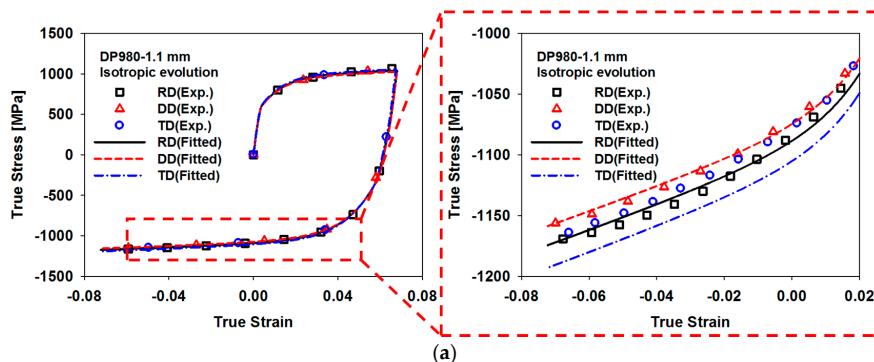 1500
1000
500
0
-500
-1000
-1500
True Stress [MPa]
DP980-1.1 mm
Isotropic evolution
RD(Exp.)
DD(Exp.)
TD(Exp.)
RD(Fitted)
DD(Fitted)
TD(Fitted)
-0.08 -0.04 0.00 0.04 0.08
True Strain
-1000
-1050
-1100
-1150
-1200
True Stress [MPa]
DP980-1.1 mm
Isotropic evolution
RD(Exp.)
DD(Exp.)
TD(Exp.)
RD(Fitted)
DD(Fitted)
TD(Fitted)
-0.08 -0.06 -0.04 -0.02 0.00 0.02
True Strain
(a)